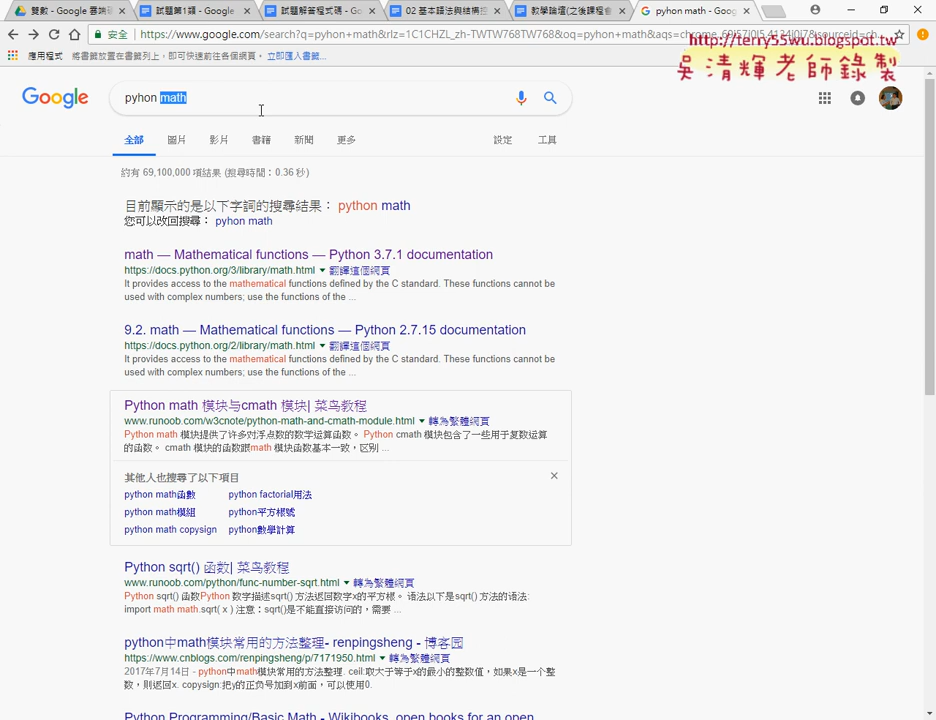 雙數 - Google 雲端硬
試題第1類 - Google
試題解答程式碼 - Go
02 基本語法與結構控
教學論壇(之後課程會
pyhon math - Goog
安全 | https://www.google.com/search?q=pyhon+math&rlz=1C1CHZL_zh-TWTW768TW768&oq=pyhon+math&aqs=chrome
http://terry55wu.blogspot.tw
吳清輝老師錄製
應用程式 將書籤放置在書籤列上，即可快速前往各個網頁。 立即匯入書籤...
Google
pyhon math
全部 圖片 影片 書籍 新聞 更多 設定 工具
約有 69,100,000 項結果 (搜尋時間：0.36 秒)
目前顯示的是以下字詞的搜尋結果： python math
您可以改回搜尋： pyhon math
math — Mathematical functions — Python 3.7.1 documentation
https://docs.python.org/3/library/math.html ▼ 翻譯這個網頁
It provides access to the mathematical functions defined by the C standard. These functions cannot be
used with complex numbers; use the functions of the ...
9.2. math — Mathematical functions — Python 2.7.15 documentation
https://docs.python.org/2/library/math.html ▼ 翻譯這個網頁
It provides access to the mathematical functions defined by the C standard. These functions cannot be
used with complex numbers; use the functions of the ...
Python math 模块与cmath 模块| 菜鸟教程
www.runoob.com/w3cnote/python-math-and-cmath-module.html ▼ 轉為繁體網頁
Python math 模块提供了许多对浮点数的数学运算函数。 Python cmath 模块包含了一些用于复数运算
的函数。 cmath 模块的函数跟math 模块函数基本一致，区别 ...
其他人也搜尋了以下項目
python math函數 python factorial用法
python math模組 python平方根號
python math copysign python數學計算
Python sqrt() 函数| 菜鸟教程
www.runoob.com/python/func-number-sqrt.html ▼ 轉為繁體網頁
Python sqrt() 函数Python 数字描述sqrt() 方法返回数字x的平方根。 语法以下是sqrt() 方法的语法:
import math math.sqrt( x ) 注意：sqrt()是不能直接访问的，需要 ...
python中math模块常用的方法整理- renpingsheng - 博客园
https://www.cnblogs.com/renpingsheng/p/7171950.html ▼ 轉為繁體網頁
2017年7月14日 - python中math模块常用的方法整理. ceil:取大于等于x的最小的整数值，如果x是一个整
数，则返回x. copysign:把y的正负号加到x前面，可以使用0.
Python Programming/Basic Math - Wikibooks, open books for an open